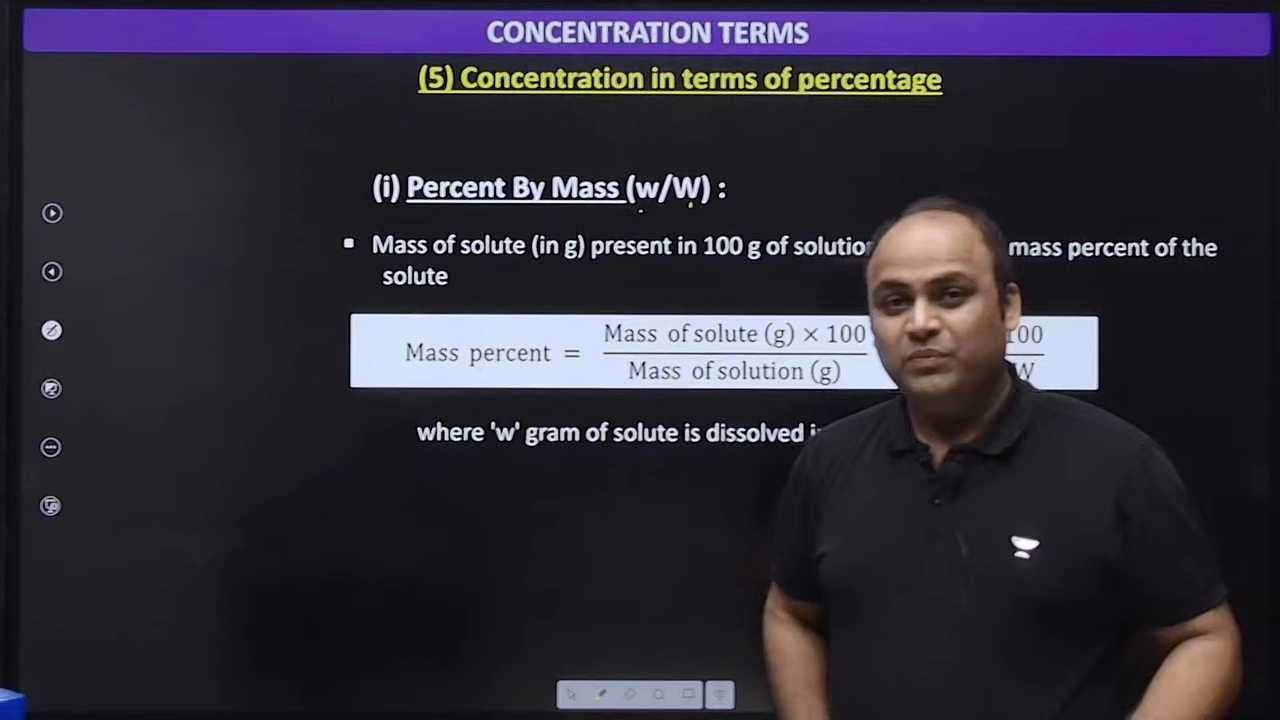 CONCENTRATION TERMS
(5) Concentration in terms of percentage
(i) Percent By Mass (w/W) :
▪ Mass of solute (in g) present in 100 g of solution mass percent of the
solute
Mass percent = Mass of solute (g) × 100 100
Mass of solution (g) W
where 'w' gram of solute is dissolved